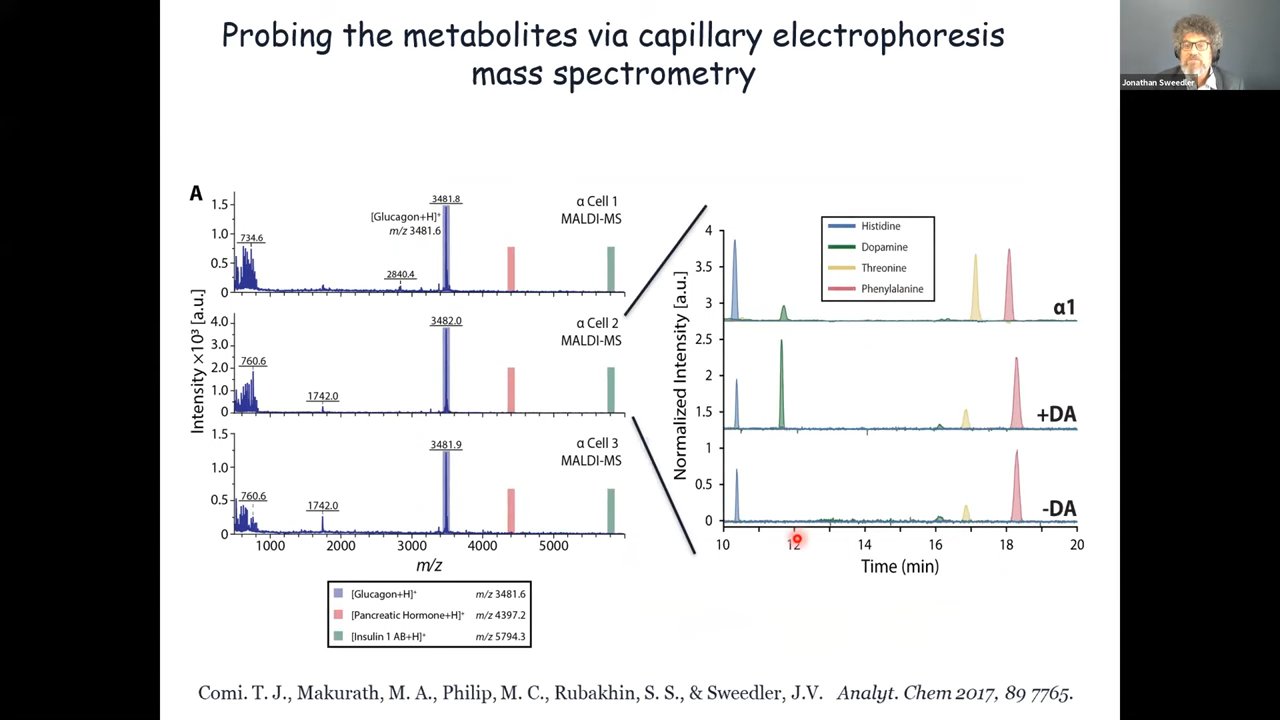 Probing the metabolites via capillary electrophoresis
mass spectrometry
Jonathan Sweedler
A
Intensity ×10³ [a.u.]
1.5
1.0
0.5
0
734.6
2840.4
3481.8
[Glucagon+H]⁺
m/z 3481.6
α Cell 1
MALDI-MS
4.0
3.0
2.0
1.0
0
760.6
1742.0
3482.0
α Cell 2
MALDI-MS
1.5
1.0
0.5
0
760.6
1742.0
3481.9
α Cell 3
MALDI-MS
1000 2000 3000 4000 5000
m/z
[Glucagon+H]⁺ m/z 3481.6
[Pancreatic Hormone+H]⁺ m/z 4397.2
[Insulin 1 AB+H]⁺ m/z 5794.3
Normalized Intensity [a.u.]
4
3.5
3
2.5
2
1.5
1
0.5
0
Histidine
Dopamine
Threonine
Phenylalanine
α1
+DA
-DA
10 12 14 16 18 20
Time (min)
Comi. T. J., Makurath, M. A., Philip, M. C., Rubakhin, S. S., & Sweedler, J.V. Analyt. Chem 2017, 89 7765.